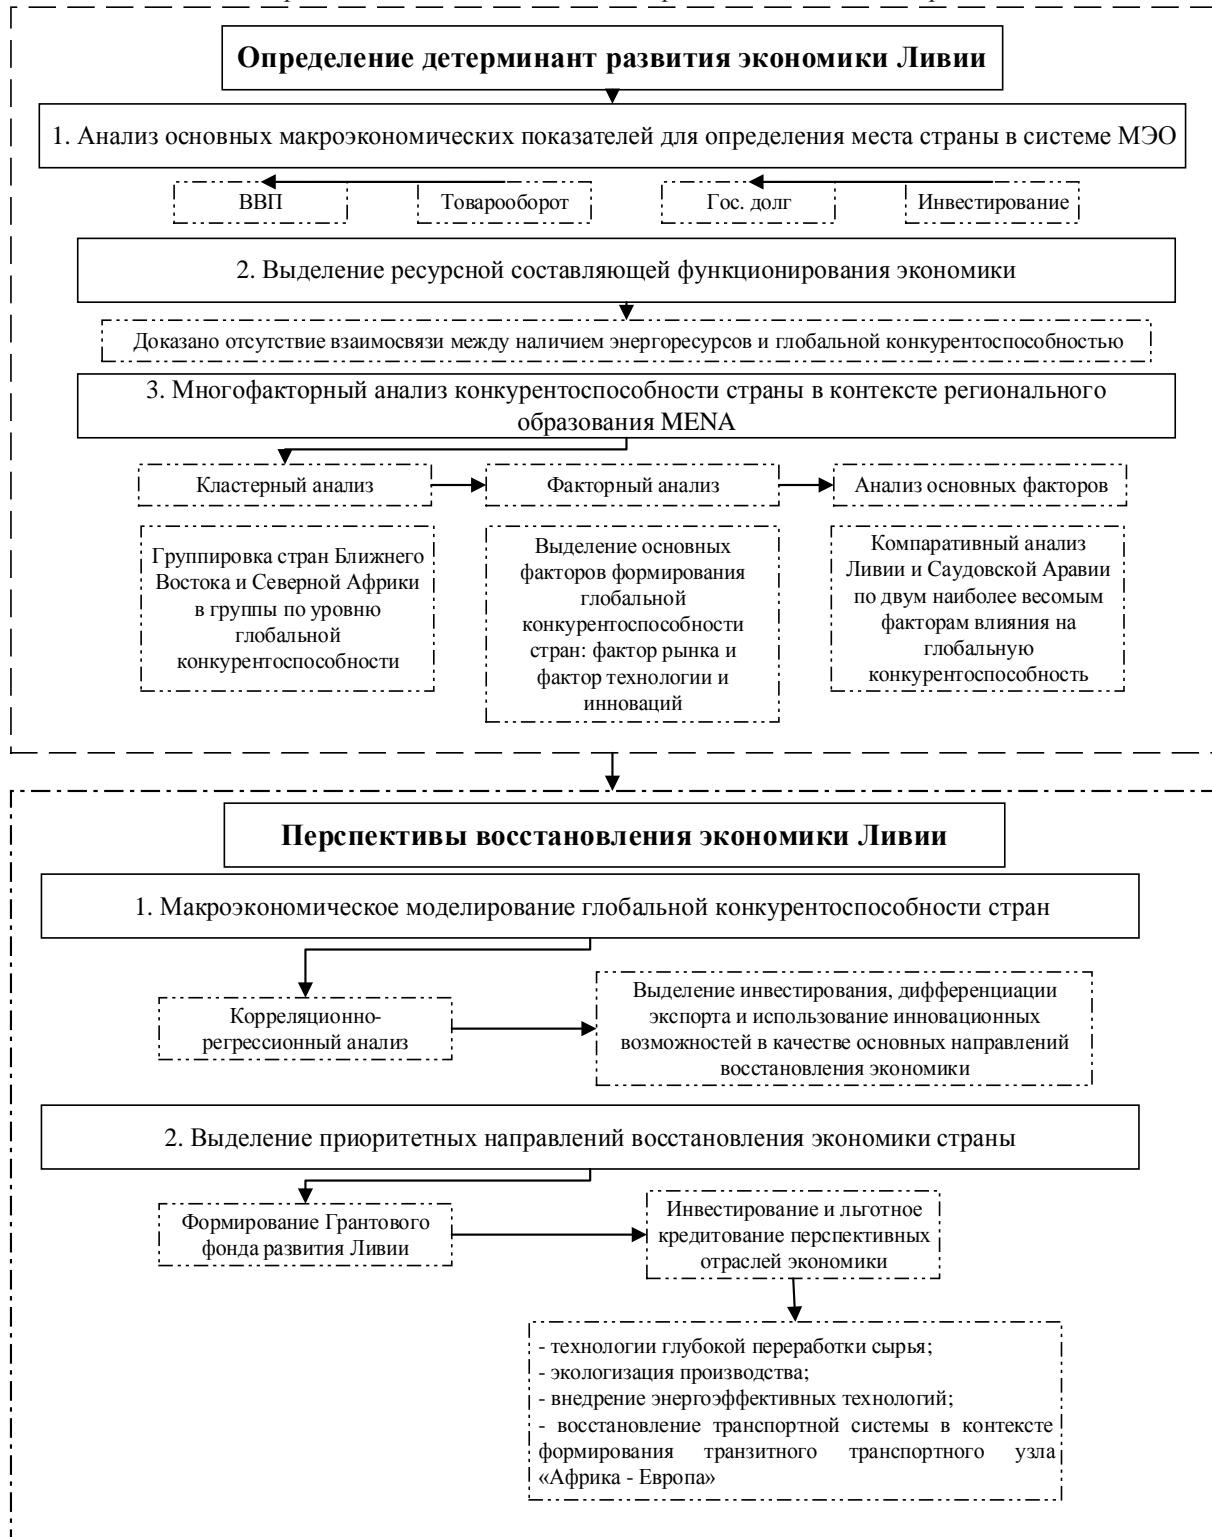 Определение детерминант развития экономики Ливии
1. Анализ основных макроэкономических показателей для определения места страны в системе МЭО
ВВП
Товарооборот
Гос. долг
Инвестирование
2. Выделение ресурсной составляющей функционирования экономики
Доказано отсутствие взаимосвязи между наличием энергоресурсов и глобальной конкурентоспособностью
3. Многофакторный анализ конкурентоспособности страны в контексте регионального
образования MENA
Кластерный анализ
Факторный анализ
Анализ основных факторов
Группировка стран Ближнего
Востока и Северной Африки
в группы по уровню
глобальной
конкурентоспособности
Выделение основных
факторов формирования
глобальной
конкурентоспособности
стран: фактор рынка и
фактор технологии и
инноваций
Компаративный анализ
Ливии и Саудовской Аравии
по двум наиболее весомым
факторам влияния на
глобальную
конкурентоспособность
Перспективы восстановления экономики Ливии
1. Макроэкономическое моделирование глобальной конкурентоспособности стран
Корреляционно-
регрессионный анализ
Выделение инвестирования, дифференциации
экспорта и использование инновационных
возможностей в качестве основных направлений
восстановления экономики
2. Выделение приоритетных направлений восстановления экономики страны
Формирование Грантового
фонда развития Ливии
Инвестирование и льготное
кредитование перспективных
отраслей экономики
- технологии глубокой переработки сырья;
- экологизация производства;
- внедрение энергоэффективных технологий;
- восстановление транспортной системы в контексте
формирования транзитного транспортного узла
«Африка - Европа»